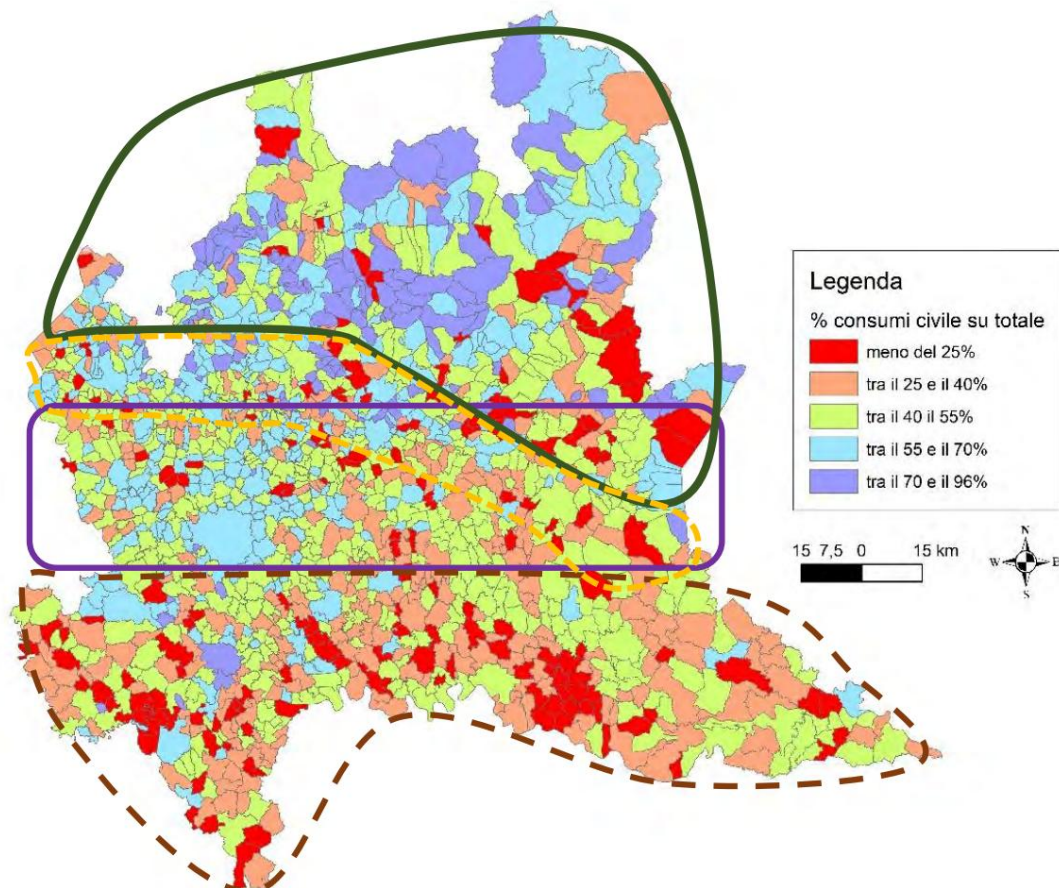 Legenda
% consumi civile su totale
meno del 25%
tra il 25 e il 40%
tra il 40 il 55%
tra il 55 e il 70%
tra il 70 e il 96%
15 7,5 0 15 km
N
W E
S